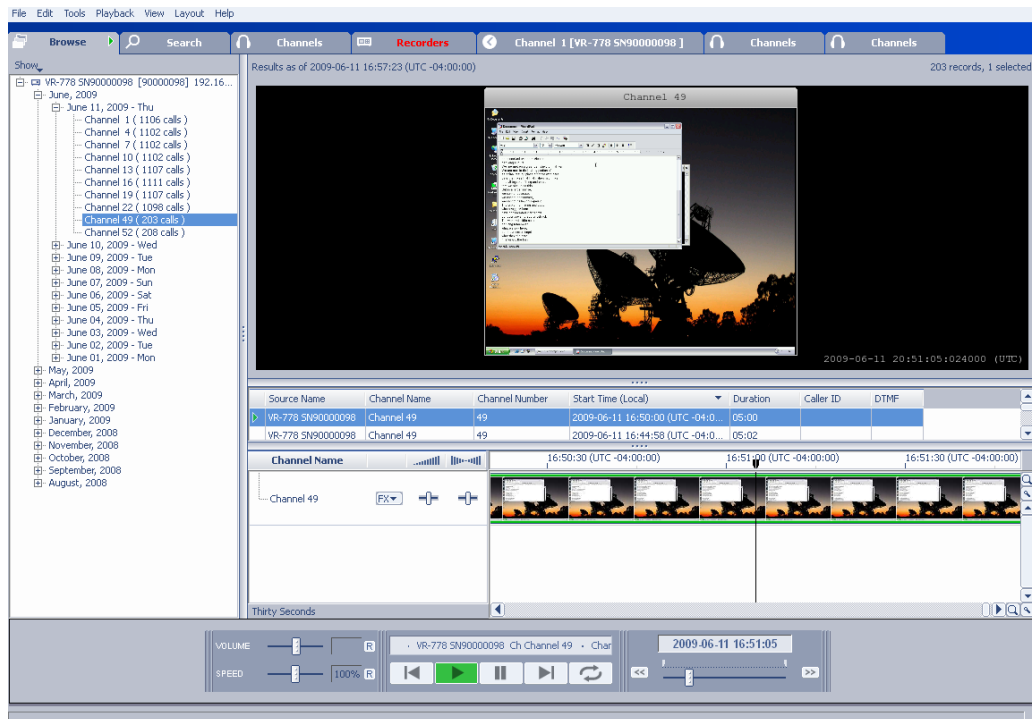 File Edit Tools Playback View Layout Help
Browse Search Channels Recorders Channel 1 [VR-778 SN90000098 ] Channels Channels
Show
Results as of 2009-06-11 16:57:23 (UTC -04:00:00) 203 records, 1 selected
VR-778 SN90000098 [90000098] 192.16...
June, 2009
June 11, 2009 - Thu
Channel 1 ( 1106 calls )
Channel 4 ( 1102 calls )
Channel 7 ( 1102 calls )
Channel 10 ( 1102 calls )
Channel 13 ( 1107 calls )
Channel 16 ( 1111 calls )
Channel 19 ( 1107 calls )
Channel 22 ( 1098 calls )
Channel 49 ( 203 calls )
Channel 52 ( 208 calls )
June 10, 2009 - Wed
June 09, 2009 - Tue
June 08, 2009 - Mon
June 07, 2009 - Sun
June 06, 2009 - Sat
June 05, 2009 - Fri
June 04, 2009 - Thu
June 03, 2009 - Wed
June 02, 2009 - Tue
June 01, 2009 - Mon
May, 2009
April, 2009
March, 2009
February, 2009
January, 2009
December, 2008
November, 2008
October, 2008
September, 2008
August, 2008
Channel 49
2009-06-11 20:51:05:024000 (UTC)
Source Name Channel Name Channel Number Start Time (Local) Duration Caller ID DTMF
VR-778 SN90000098 Channel 49 49 2009-06-11 16:50:00 (UTC -04:0... 05:00
VR-778 SN90000098 Channel 49 49 2009-06-11 16:44:58 (UTC -04:0... 05:02
Channel Name 16:50:30 (UTC -04:00:00) 16:51:00 (UTC -04:00:00) 16:51:30 (UTC -04:00:00)
Channel 49 FX
Thirty Seconds
VOLUME R
SPEED 100% R
· VR-778 SN90000098 Ch Channel 49 · Char
2009-06-11 16:51:05
<< >>